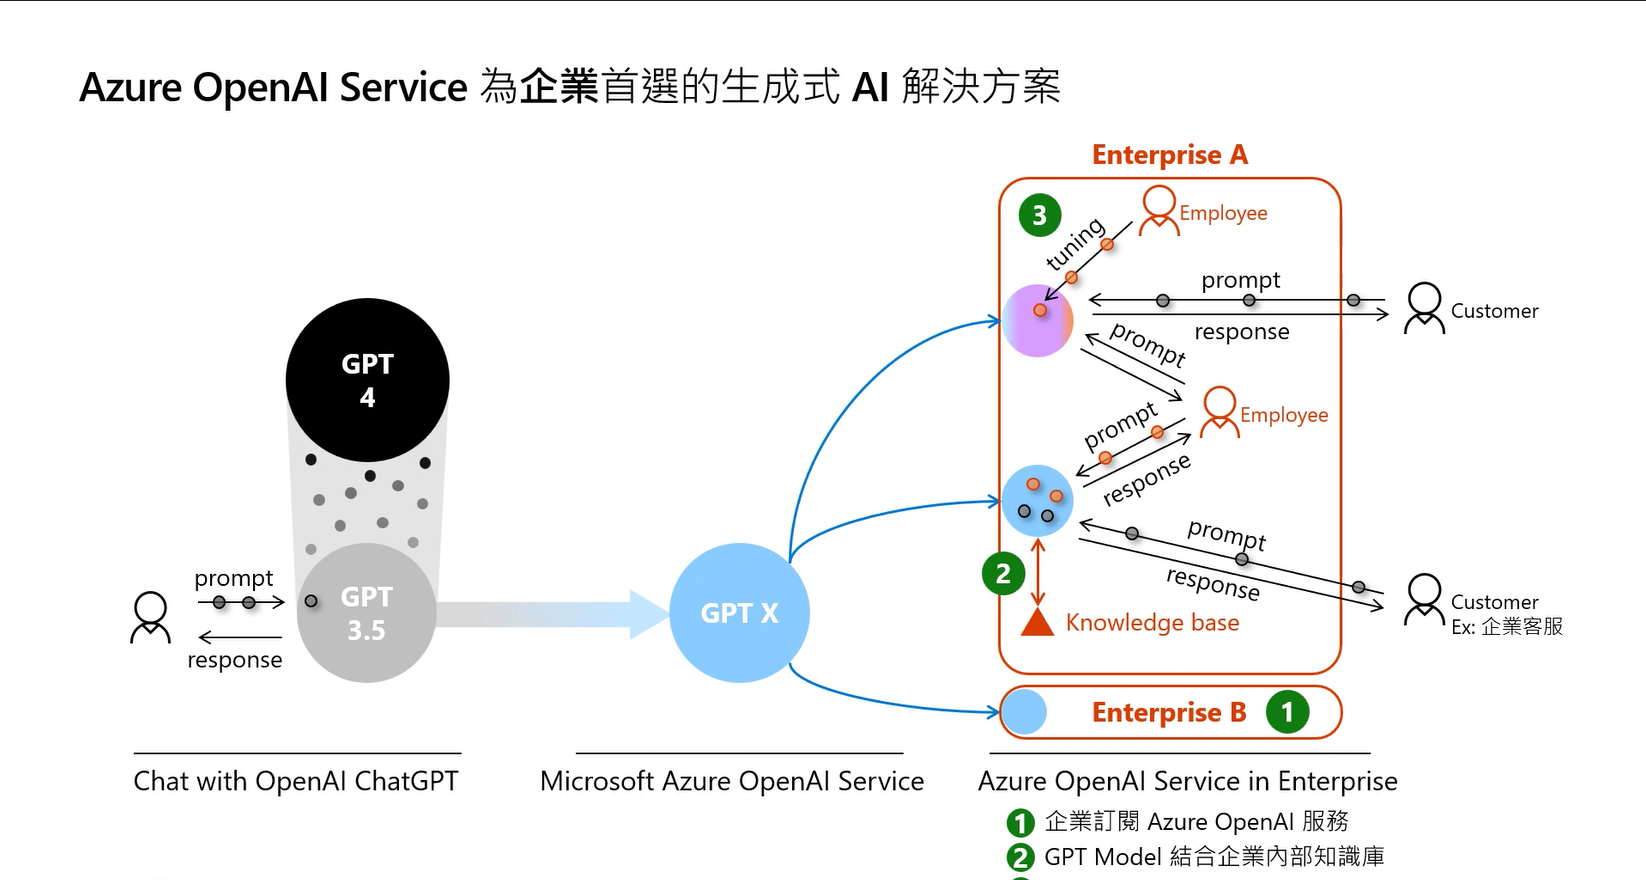 Azure OpenAI Service 為企業首選的生成式 AI 解決方案
Enterprise A
3
Employee
tuning
prompt
response
Customer
prompt
Employee
prompt
response
prompt
response
2
Knowledge base
Customer
Ex: 企業客服
Enterprise B
1
GPT
4
GPT
3.5
prompt
response
GPT X
Chat with OpenAI ChatGPT
Microsoft Azure OpenAI Service
Azure OpenAI Service in Enterprise
1 企業訂閱 Azure OpenAI 服務
2 GPT Model 結合企業內部知識庫